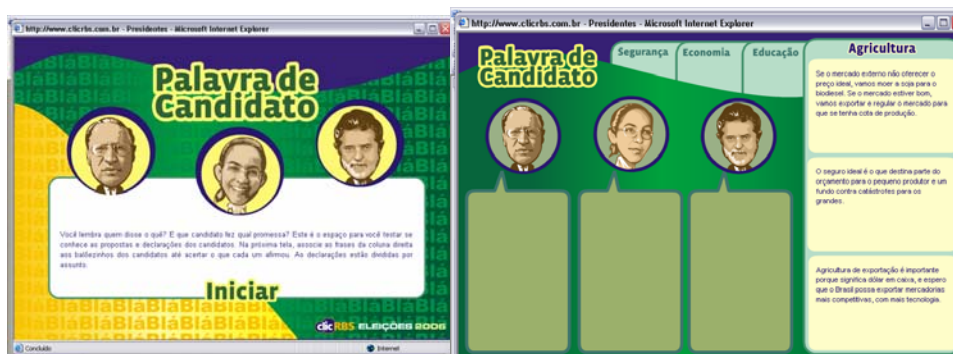 http://www.clicrbs.com.br - Presidentes - Microsoft Internet Explorer
Palavra de
Candidato
Você lembra quem disse o quê? E que candidato fez qual promessa? Este é o espaço para você testar se
conhece as propostas e declarações dos candidatos. Na próxima tela, associe as frases da coluna direita
aos balõezinhos dos candidatos até acertar o que cada um afirmou. As declarações estão divididas por
assunto.
Iniciar
clicRBS ELEIÇÕES 2006
Concluído
Internet
http://www.clicrbs.com.br - Presidentes - Microsoft Internet Explorer
Palavra de
Candidato
Segurança
Economia
Educação
Agricultura
Se o mercado externo não oferecer o
preço ideal, vamos moer a soja para o
biodiesel. Se o mercado estiver bom,
vamos exportar e regular o mercado para
que se tenha cota de produção.
O seguro ideal é o que destina parte do
orçamento para o pequeno produtor e um
fundo contra catástrofes para os
grandes.
Agricultura de exportação é importante
porque significa dólar em caixa, e espero
que o Brasil possa exportar mercadorias
mais competitivas, com mais tecnologia.